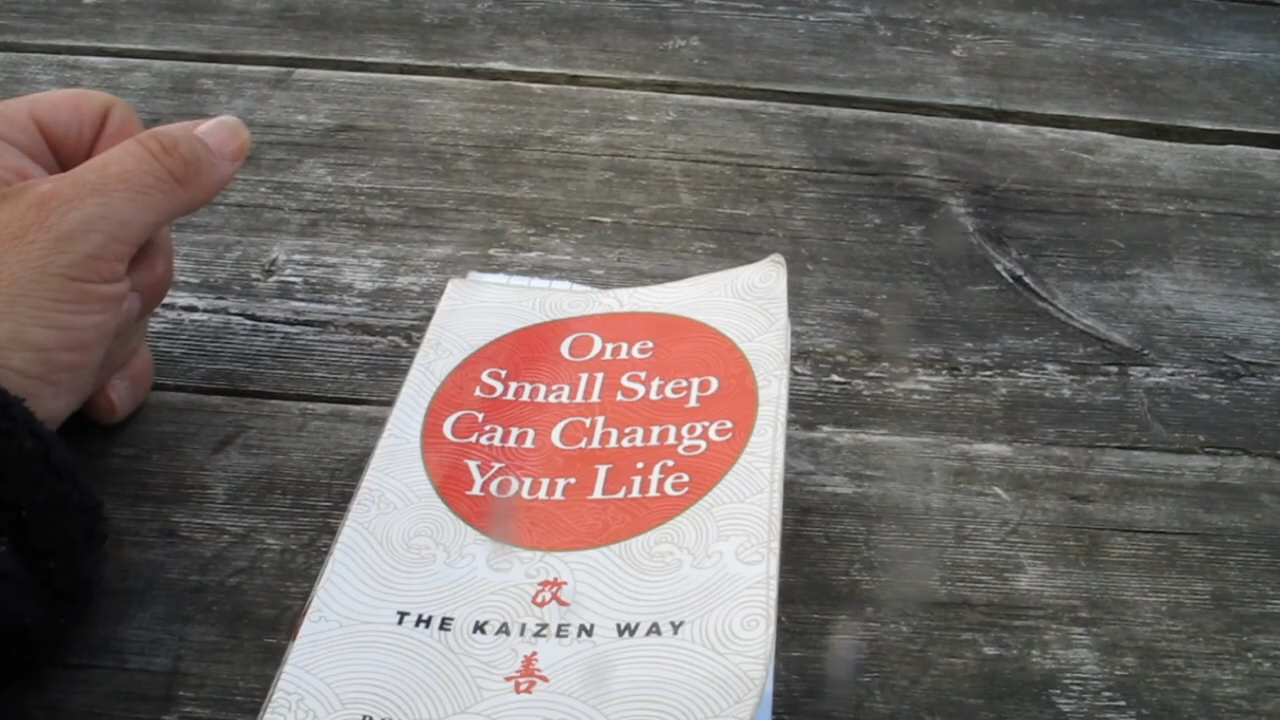 One
Small Step
Can Change
Your Life
改
THE KAIZEN WAY
善